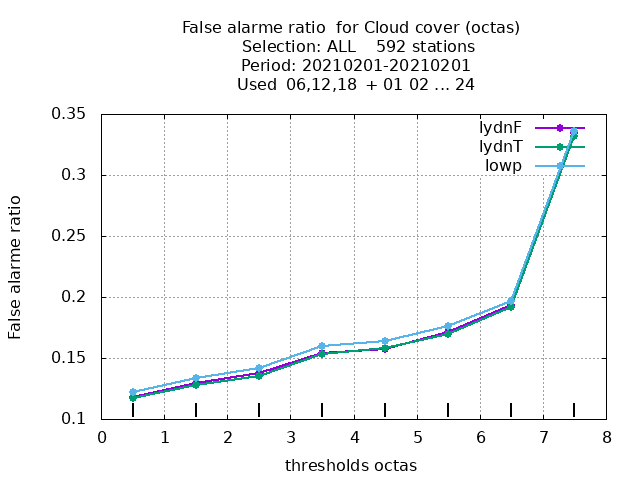 False alarme ratio  for Cloud cover (octas)
Selection: ALL    592 stations
Period: 20210201-20210201
Used  06,12,18  + 01 02 ... 24
0.35
0.3
0.25
0.2
0.15
0.1
False alarme ratio
lydnF
lydnT
lowp
0 1 2 3 4 5 6 7 8
thresholds octas